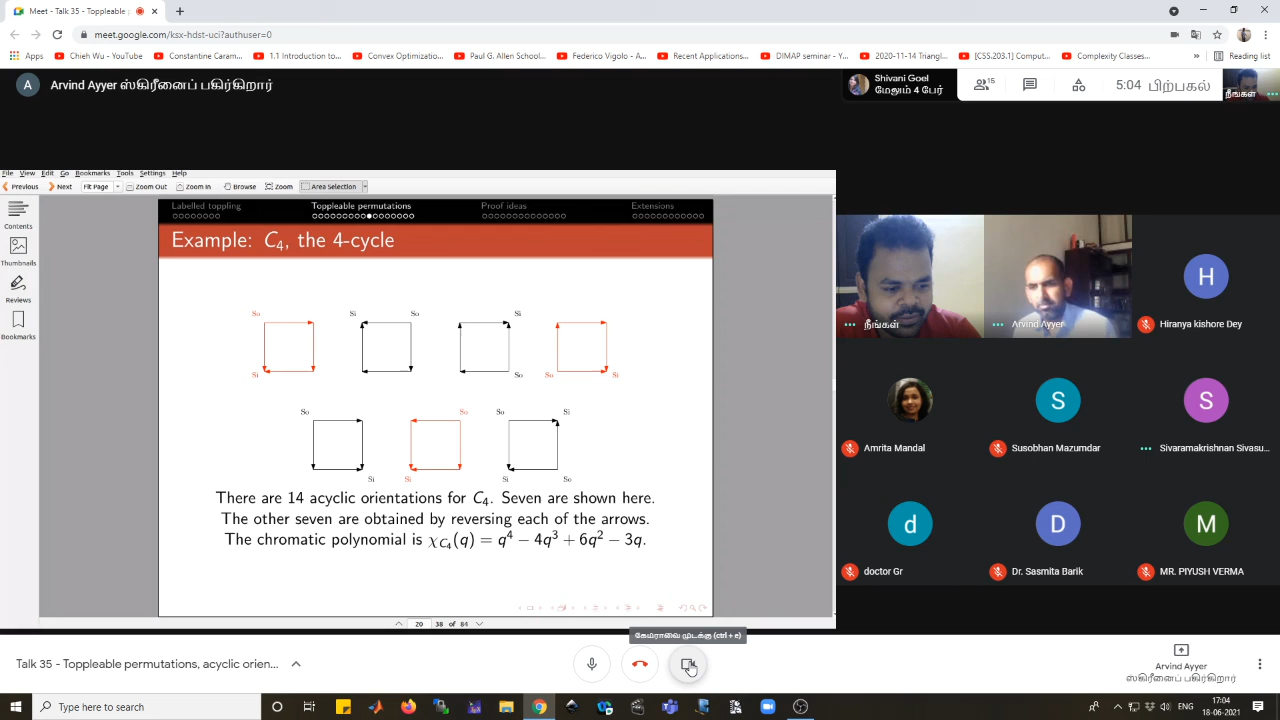 Meet - Talk 35 - Toppleable
meet.google.com/ksx-hdst-uci?authuser=0
Apps
Chieh Wu - YouTube
Constantine Caram...
1.1 Introduction to...
Convex Optimizatio...
Paul G. Allen School...
Federico Vigolo - A...
Recent Applications...
DIMAP seminar - Y...
2020-11-14 Triangl...
[CSS.203.1] Comput...
Complexity Classes...
»
Reading list
A
Arvind Ayyer ஸ்கிரீனைப் பகிர்கிறார்
Shivani Goel
மேலும் 4 பேர்
15
5:04 பிற்பகல்
நீங்கள்
File View Edit Go Bookmarks Tools Settings Help
Previous Next Fit Page Zoom Out Zoom In Browse Zoom Area Selection
Contents
Thumbnails
Reviews
Bookmarks
Labelled toppling
Toppleable permutations
Proof ideas
Extensions
Example: C₄, the 4-cycle
So Si So Si
Si So So Si
So So So Si
Si Si Si So
There are 14 acyclic orientations for C₄. Seven are shown here.
The other seven are obtained by reversing each of the arrows.
The chromatic polynomial is χ_C₄(q) = q⁴ − 4q³ + 6q² − 3q.
20 38 of 84
நீங்கள்
Arvind Ayyer
H
Hiranya kishore Dey
Amrita Mandal
S
Susobhan Mazumdar
S
Sivaramakrishnan Sivasu...
d
doctor Gr
D
Dr. Sasmita Barik
M
MR. PIYUSH VERMA
கேமராவை முடக்கு (ctrl + e)
Talk 35 - Toppleable permutations, acyclic orien...
Arvind Ayyer
ஸ்கிரீனைப் பகிர்கிறார்
Type here to search
ENG
17:04
18-06-2021